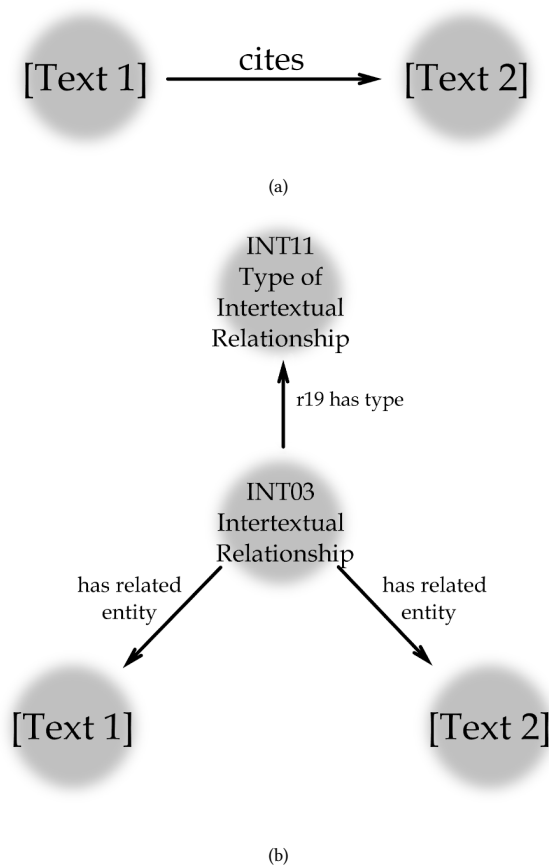 [Text 1]
cites
[Text 2]
(a)
INT11
Type of
Intertextual
Relationship
r19 has type
INT03
Intertextual
Relationship
has related
entity
has related
entity
[Text 1]
[Text 2]
(b)